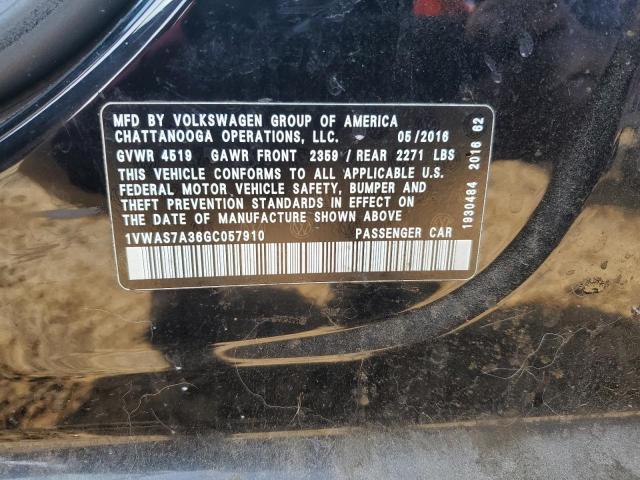 MFD BY VOLKSWAGEN GROUP OF AMERICA
CHATTANOOGA OPERATIONS, LLC. 05/2016
GVWR 4519 GAWR FRONT 2359 / REAR 2271 LBS
THIS VEHICLE CONFORMS TO ALL APPLICABLE U.S.
FEDERAL MOTOR VEHICLE SAFETY, BUMPER AND
THEFT PREVENTION STANDARDS IN EFFECT ON
THE DATE OF MANUFACTURE SHOWN ABOVE
1VWAS7A36GC057910 PASSENGER CAR
1930484 2016 62